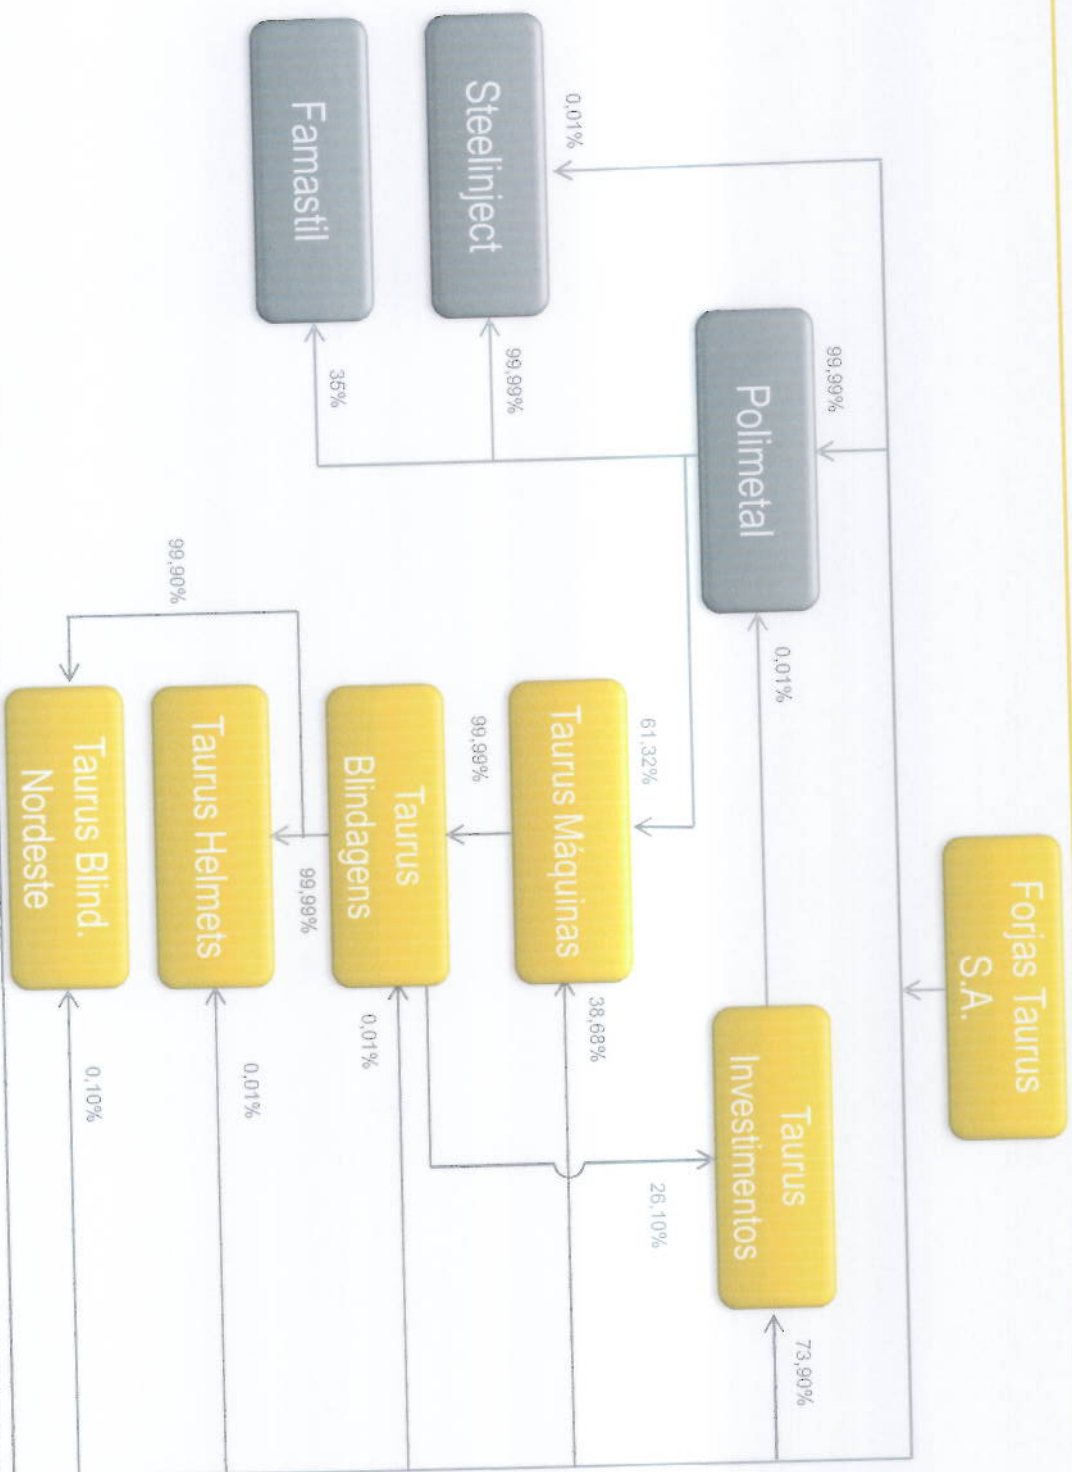 Forjas Taurus
S.A.
99,99%
0,01%
Polimetal
0,01%
Taurus
Investimentos
73,90%
Steelinject
99,99%
61,32%
26,10%
Taurus Máquinas
38,68%
Famastil
35%
99,99%
Taurus
Blindagens
0,01%
99,99%
Taurus Helmets
0,01%
99,90%
Taurus Blind.
Nordeste
0,10%